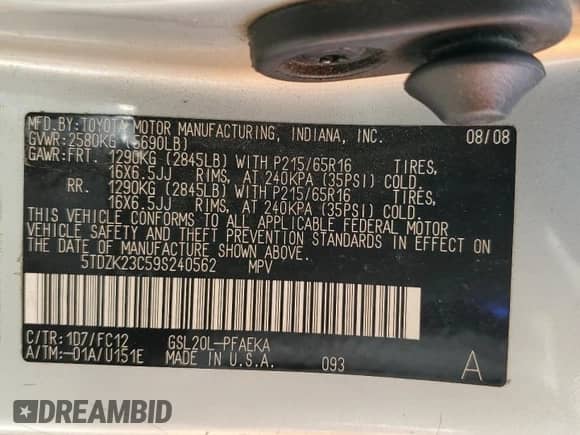 MFD.BY:TOYOTA MOTOR MANUFACTURING, INDIANA, INC. 08/08
GVWR:2580KG (5690LB)
GAWR:FRT. 1290KG (2845LB) WITH P215/65R16 TIRES,
16X6.5JJ RIMS, AT 240KPA (35PSI) COLD.
RR. 1290KG (2845LB) WITH P215/65R16 TIRES,
16X6.5JJ RIMS, AT 240KPA (35PSI) COLD.
THIS VEHICLE CONFORMS TO ALL APPLICABLE FEDERAL MOTOR
VEHICLE SAFETY AND THEFT PREVENTION STANDARDS IN EFFECT ON
THE DATE OF MANUFACTURE SHOWN ABOVE.
5TDZK23C59S240562 MPV
C/TR:1D7/FC12 GSL20L-PFAEKA
A/TM:-01A/U151E MADE IN U.S.A. 093 A
DREAMBID